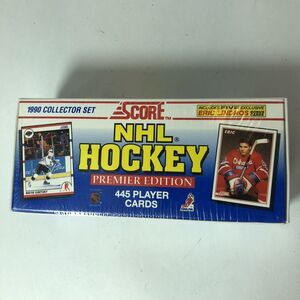 1990 COLLECTOR SET
SCORE
INCLUDES FIVE EXCLUSIVE
ERIC LINDROS
NHL
HOCKEY
PREMIER EDITION
445 PLAYER
CARDS
ERIC